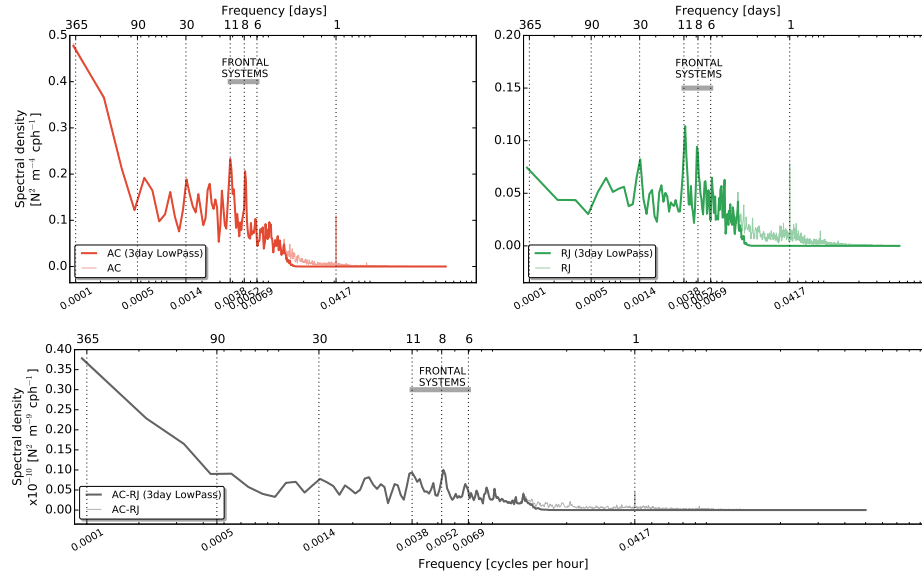 Frequency [days]
365 90 30 11 8 6 1
0.5
0.4
0.3
0.2
0.1
0.0
Spectral density
[N² m⁻⁴ cph⁻¹]
FRONTAL
SYSTEMS
AC (3day LowPass)
AC
0.0001 0.0005 0.0014 0.0038 0.0052 0.0069 0.0417
Frequency [days]
365 90 30 11 8 6 1
0.20
0.15
0.10
0.05
0.00
FRONTAL
SYSTEMS
RJ (3day LowPass)
RJ
0.0001 0.0005 0.0014 0.0038 0.0052 0.0069 0.0417
365 90 30 11 8 6 1
0.40
0.35
0.30
0.25
0.20
0.15
0.10
0.05
0.00
Spectral density
x10⁻¹⁰ [N² m⁻⁹ cph⁻¹]
FRONTAL
SYSTEMS
AC-RJ (3day LowPass)
AC-RJ
0.0001 0.0005 0.0014 0.0038 0.0052 0.0069 0.0417
Frequency [cycles per hour]